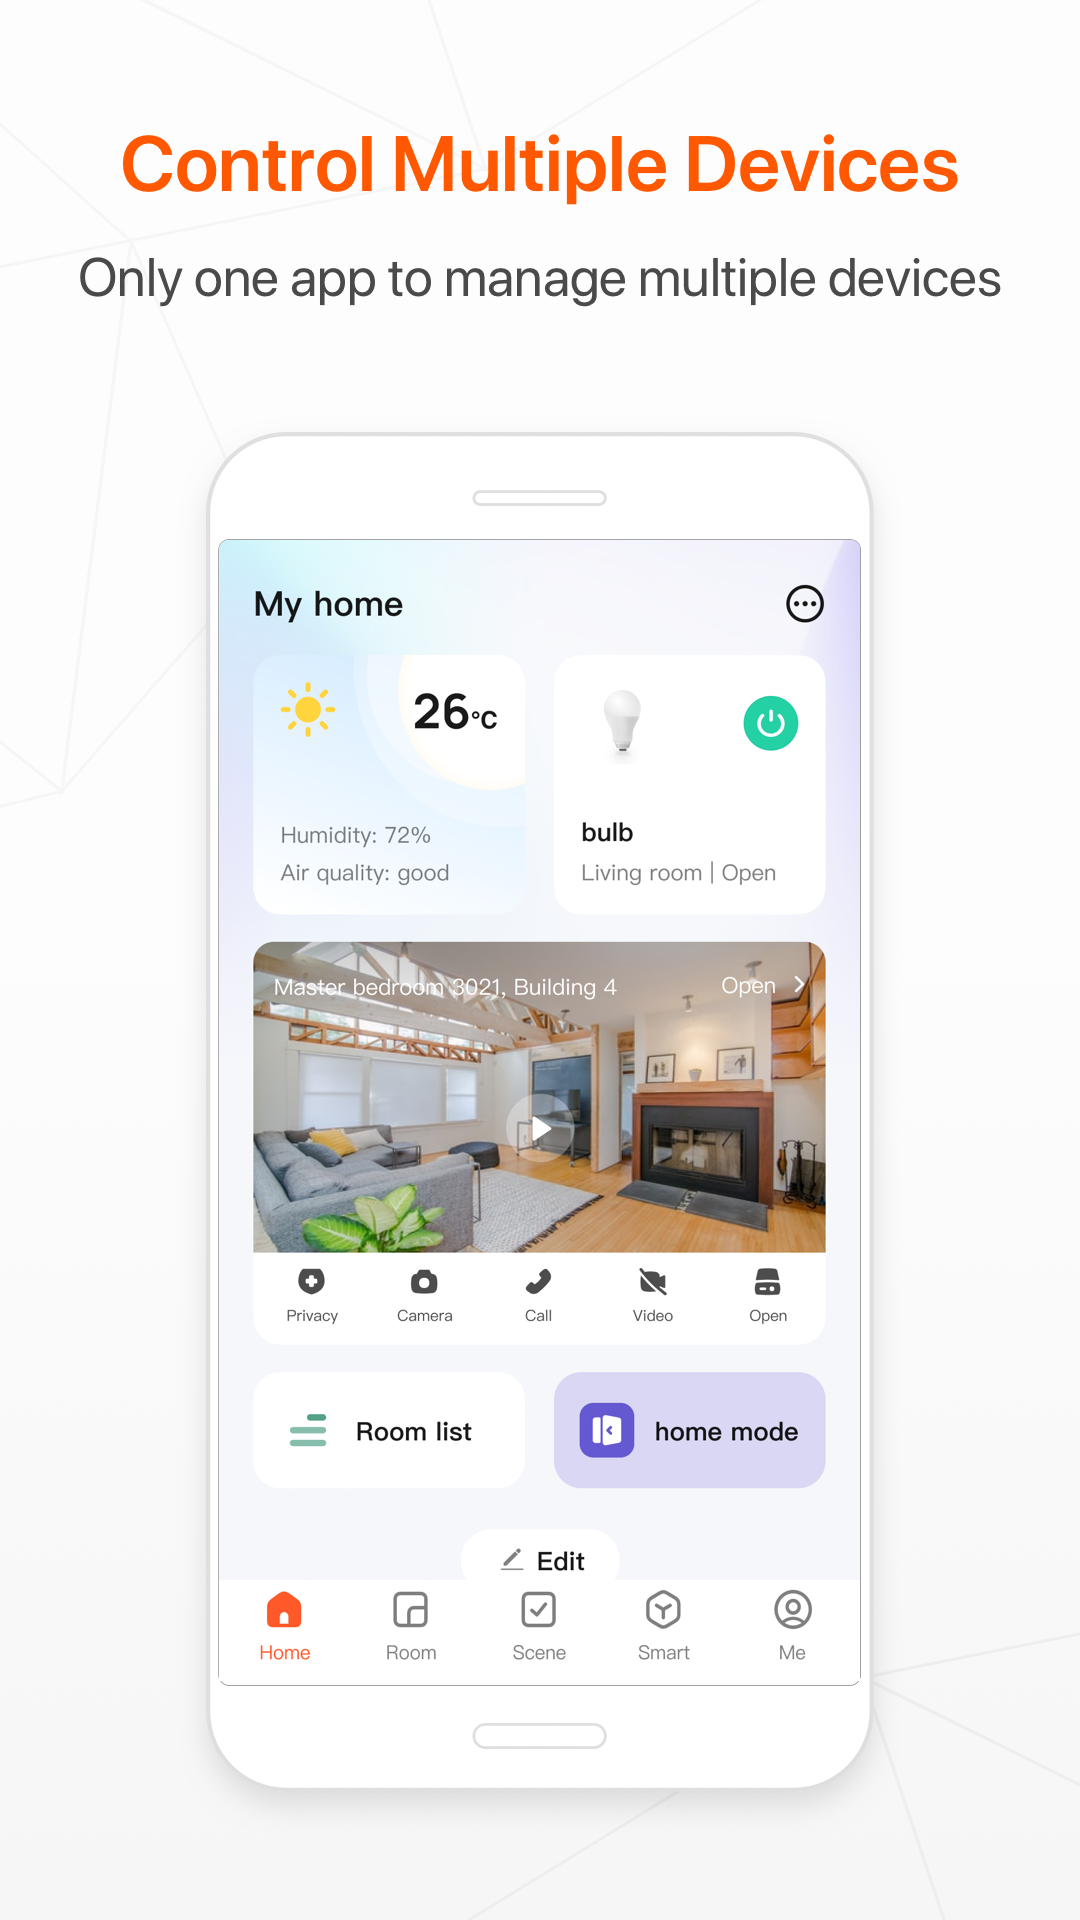 Control Multiple Devices
Only one app to manage multiple devices
My home
26°C
Humidity: 72%
Air quality: good
bulb
Living room | Open
Master bedroom 3021, Building 4
Open
Privacy
Camera
Call
Video
Open
Room list
home mode
Edit
Home
Room
Scene
Smart
Me